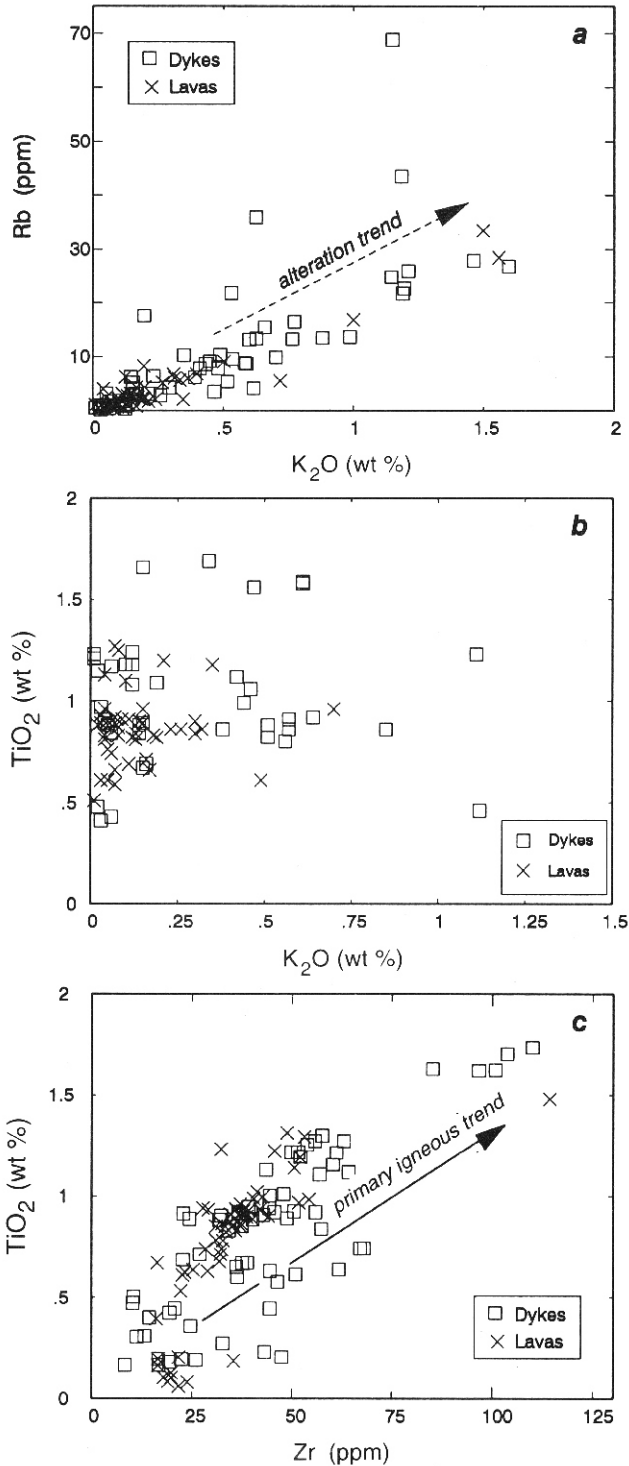 70
50
30
10
0
.5
1
1.5
2
Rb (ppm)
K2O (wt %)
a
Dykes
Lavas
alteration trend
2
1.5
1
.5
0
0
.25
.5
.75
1
1.25
1.5
TiO2 (wt %)
K2O (wt %)
b
Dykes
Lavas
2
1.5
1
.5
0
0
25
50
75
100
125
TiO2 (wt %)
Zr (ppm)
c
primary igneous trend
Dykes
Lavas